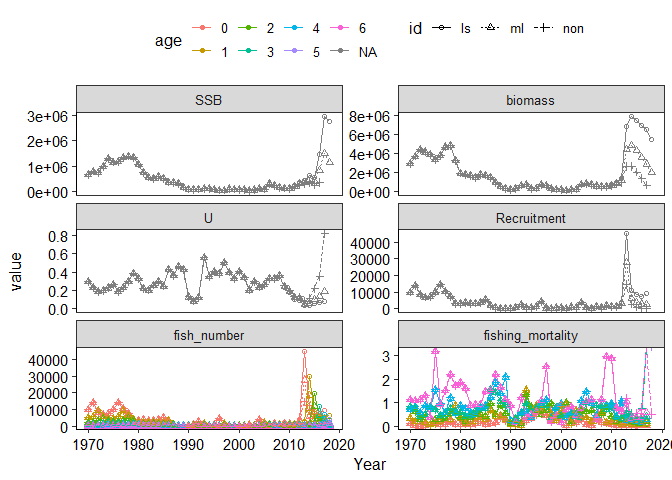 age 0 2 4 6 id ls ml non
1 3 5 NA
SSB biomass
3e+06 8e+06
2e+06 6e+06
1e+06 4e+06
0e+00 2e+06
0e+00
U Recruitment
0.8 40000
0.6 30000
0.4 20000
0.2 10000
0.0 0
value
fish_number fishing_mortality
40000 3
30000 2
20000 1
10000 0
0
1970 1980 1990 2000 2010 2020 1970 1980 1990 2000 2010 202
Year